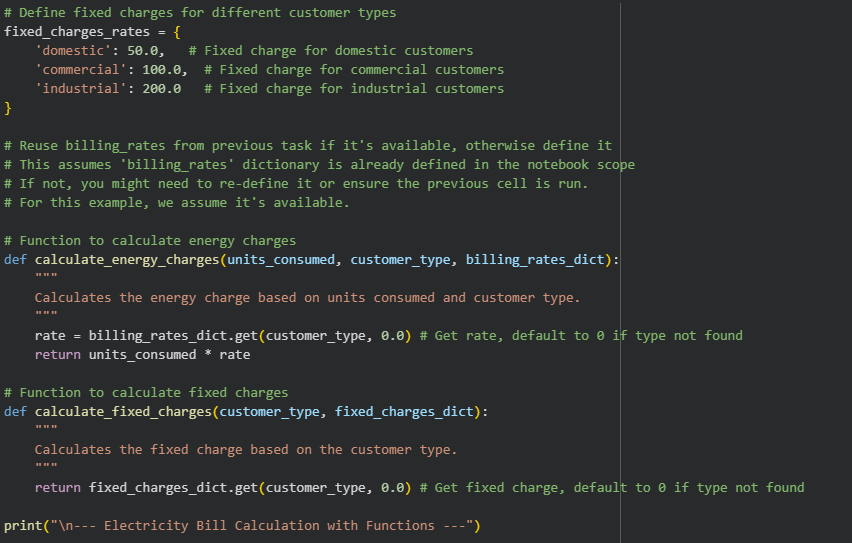 # Define fixed charges for different customer types
fixed_charges_rates = {
    'domestic': 50.0,   # Fixed charge for domestic customers
    'commercial': 100.0,  # Fixed charge for commercial customers
    'industrial': 200.0   # Fixed charge for industrial customers
}

# Reuse billing_rates from previous task if it's available, otherwise define it
# This assumes 'billing_rates' dictionary is already defined in the notebook scope
# If not, you might need to re-define it or ensure the previous cell is run.
# For this example, we assume it's available.

# Function to calculate energy charges
def calculate_energy_charges(units_consumed, customer_type, billing_rates_dict):
    """
    Calculates the energy charge based on units consumed and customer type.
    """
    rate = billing_rates_dict.get(customer_type, 0.0) # Get rate, default to 0 if type not found
    return units_consumed * rate

# Function to calculate fixed charges
def calculate_fixed_charges(customer_type, fixed_charges_dict):
    """
    Calculates the fixed charge based on the customer type.
    """
    return fixed_charges_dict.get(customer_type, 0.0) # Get fixed charge, default to 0 if type not found

print("\n--- Electricity Bill Calculation with Functions ---")